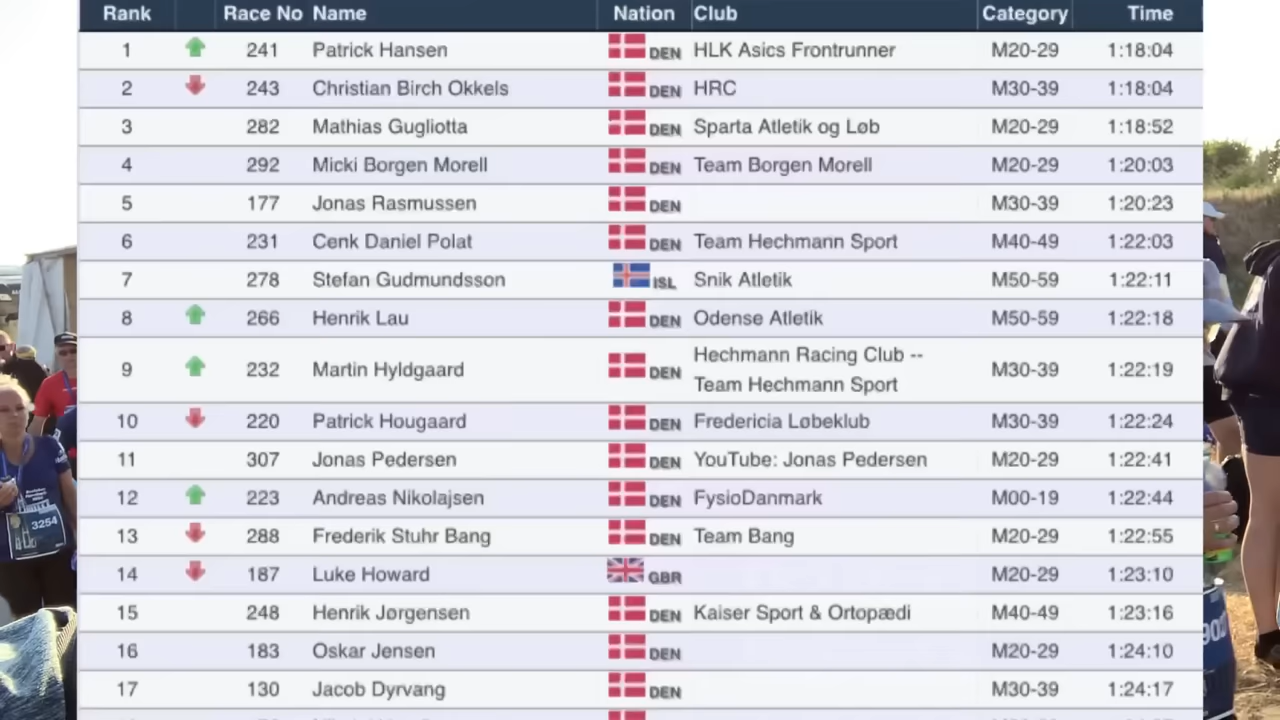 Rank Race No Name Nation Club Category Time
1 241 Patrick Hansen DEN HLK Asics Frontrunner M20-29 1:18:04
2 243 Christian Birch Okkels DEN HRC M30-39 1:18:04
3 282 Mathias Gugliotta DEN Sparta Atletik og Løb M20-29 1:18:52
4 292 Micki Borgen Morell DEN Team Borgen Morell M20-29 1:20:03
5 177 Jonas Rasmussen DEN M30-39 1:20:23
6 231 Cenk Daniel Polat DEN Team Hechmann Sport M40-49 1:22:03
7 278 Stefan Gudmundsson ISL Snik Atletik M50-59 1:22:11
8 266 Henrik Lau DEN Odense Atletik M50-59 1:22:18
9 232 Martin Hyldgaard DEN Hechmann Racing Club -- M30-39 1:22:19
Team Hechmann Sport
10 220 Patrick Hougaard DEN Fredericia Løbeklub M30-39 1:22:24
11 307 Jonas Pedersen DEN YouTube: Jonas Pedersen M20-29 1:22:41
12 223 Andreas Nikolajsen DEN FysioDanmark M00-19 1:22:44
13 288 Frederik Stuhr Bang DEN Team Bang M20-29 1:22:55
14 187 Luke Howard GBR M20-29 1:23:10
15 248 Henrik Jørgensen DEN Kaiser Sport & Ortopædi M40-49 1:23:16
16 183 Oskar Jensen DEN M20-29 1:24:10
17 130 Jacob Dyrvang DEN M30-39 1:24:17
3254